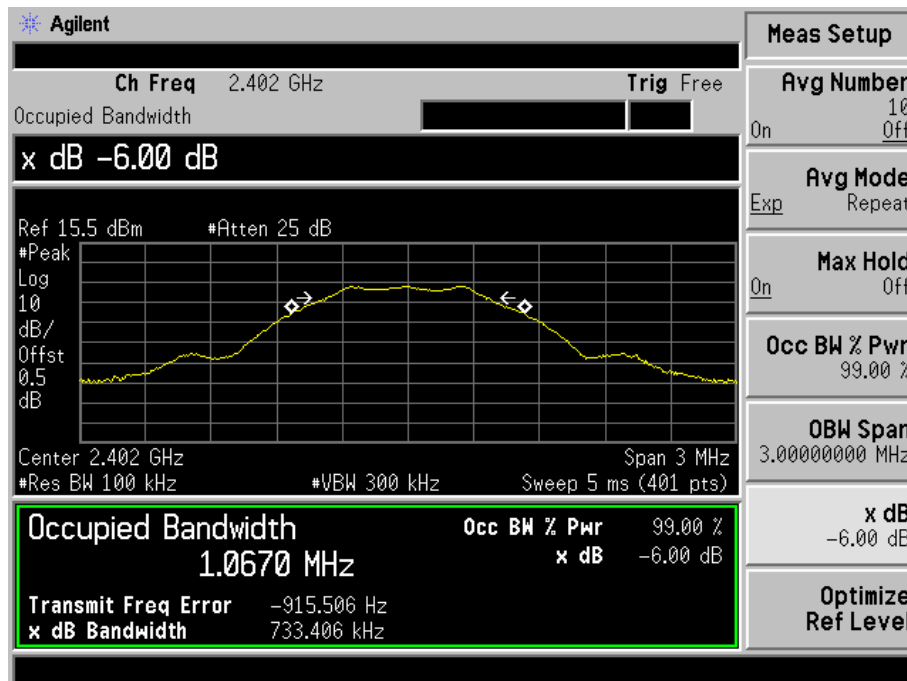 Agilent
Meas Setup
Ch Freq 2.402 GHz Trig Free
Occupied Bandwidth
x dB -6.00 dB
Ref 15.5 dBm #Atten 25 dB
#Peak
Log
10
dB/
Offst
0.5
dB
Center 2.402 GHz Span 3 MHz
#Res BW 100 kHz #VBW 300 kHz Sweep 5 ms (401 pts)
Occupied Bandwidth
1.0670 MHz
Occ BW % Pwr 99.00 %
x dB -6.00 dB
Transmit Freq Error -915.506 Hz
x dB Bandwidth 733.406 kHz
Avg Number
10
On Off
Avg Mode
Exp Repeat
Max Hold
On Off
Occ BW % Pwr
99.00 %
OBW Span
3.00000000 MHz
x dB
-6.00 dB
Optimize
Ref Level